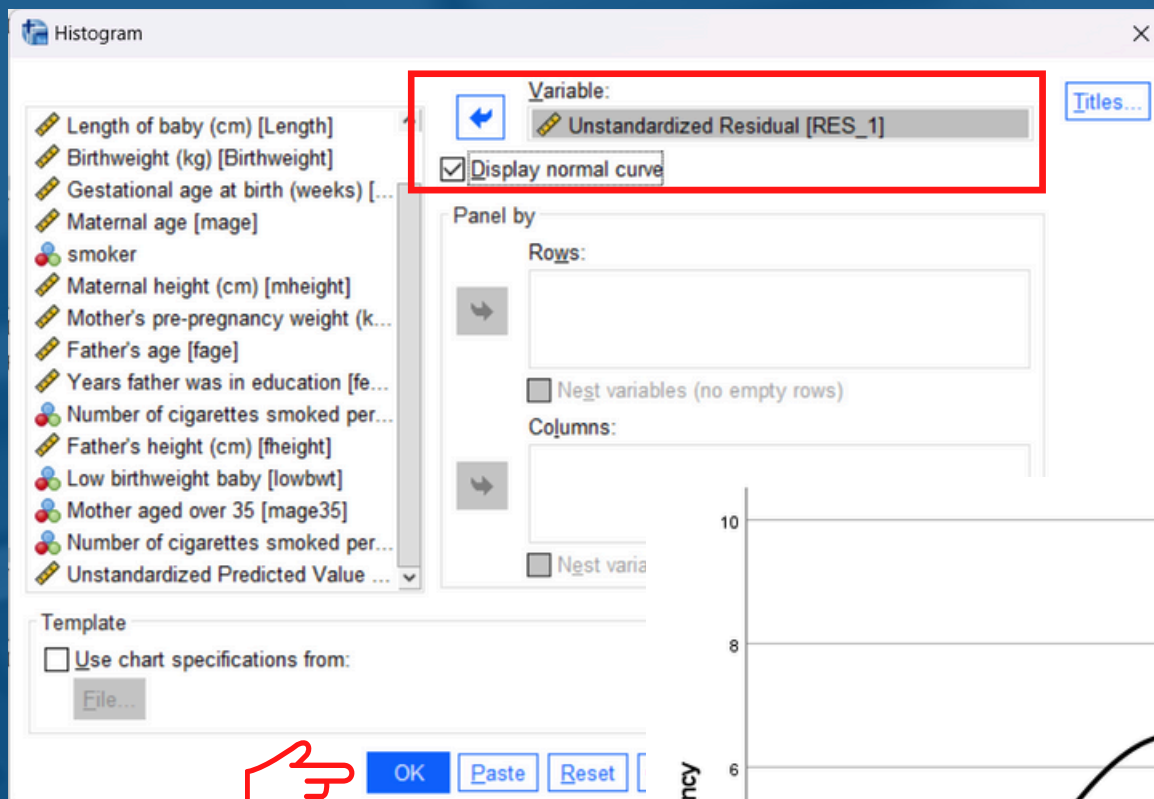 Histogram
Variable:
Unstandardized Residual [RES_1]
Display normal curve
Titles...
Length of baby (cm) [Length]
Birthweight (kg) [Birthweight]
Gestational age at birth (weeks) [...
Maternal age [mage]
smoker
Maternal height (cm) [mheight]
Mother's pre-pregnancy weight (k...
Father's age [fage]
Years father was in education [fe...
Number of cigarettes smoked per...
Father's height (cm) [fheight]
Low birthweight baby [lowbwt]
Mother aged over 35 [mage35]
Number of cigarettes smoked per...
Unstandardized Predicted Value ...
Panel by
Rows:
Nest variables (no empty rows)
Columns:
Nest varia
Template
Use chart specifications from:
File...
OK
Paste
Reset
10
8
6
ncy